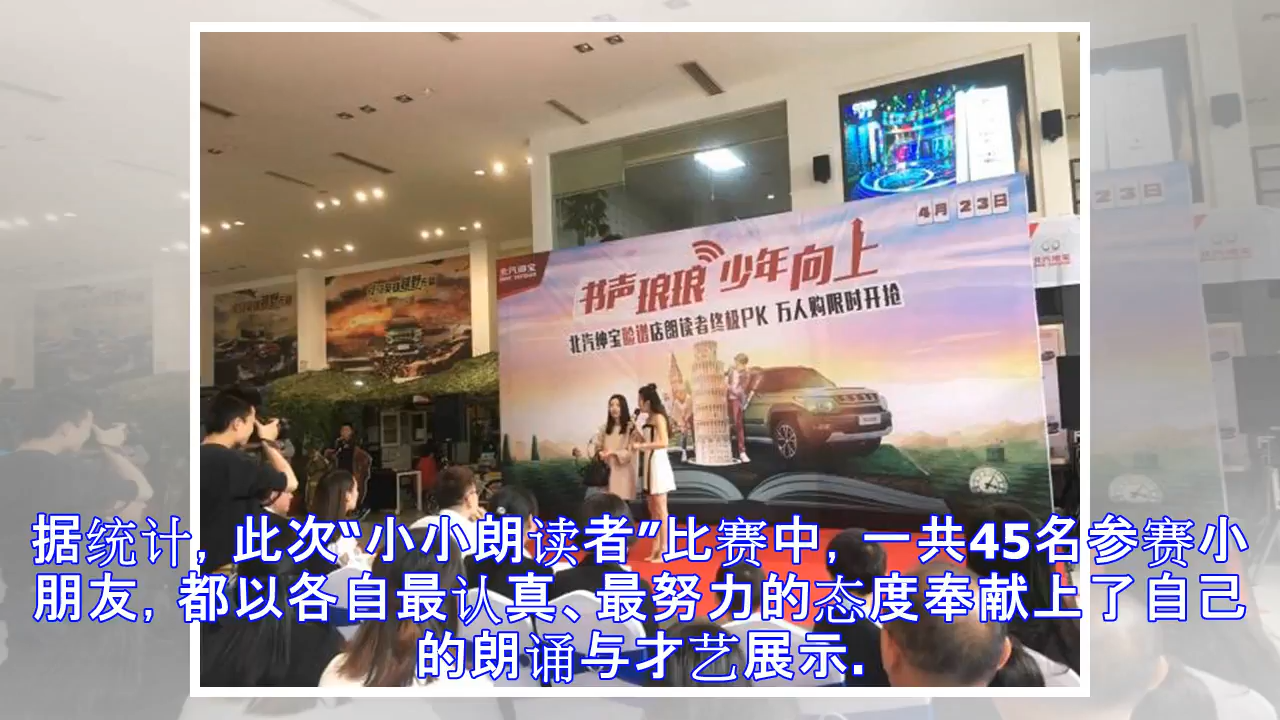 4月 23日
北汽绅宝
书声琅琅 少年向上
北汽绅宝脸谱店朗读者终极PK 万人购限时开抢
据统计, 此次“小小朗读者”比赛中, 一共45名参赛小
朋友, 都以各自最认真、最努力的态度奉献上了自己
的朗诵与才艺展示.